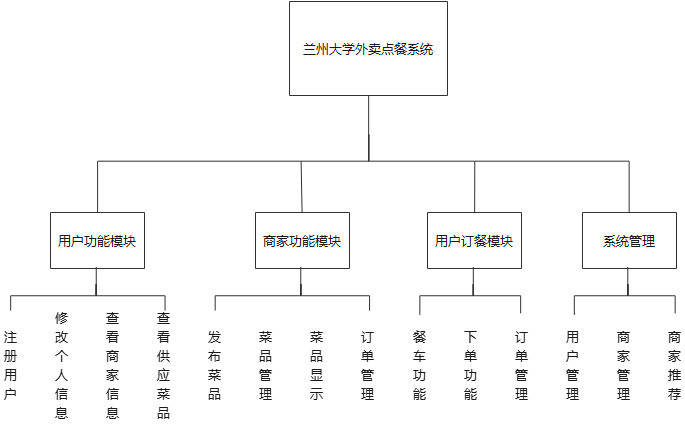 兰州大学外卖点餐系统
用户功能模块
商家功能模块
用户订餐模块
系统管理
注册用户
修改个人信息
查看商家信息
查看供应菜品
发布菜品
菜品管理
菜品显示
订单管理
餐车功能
下单功能
订单管理
用户管理
商家管理
商家推荐